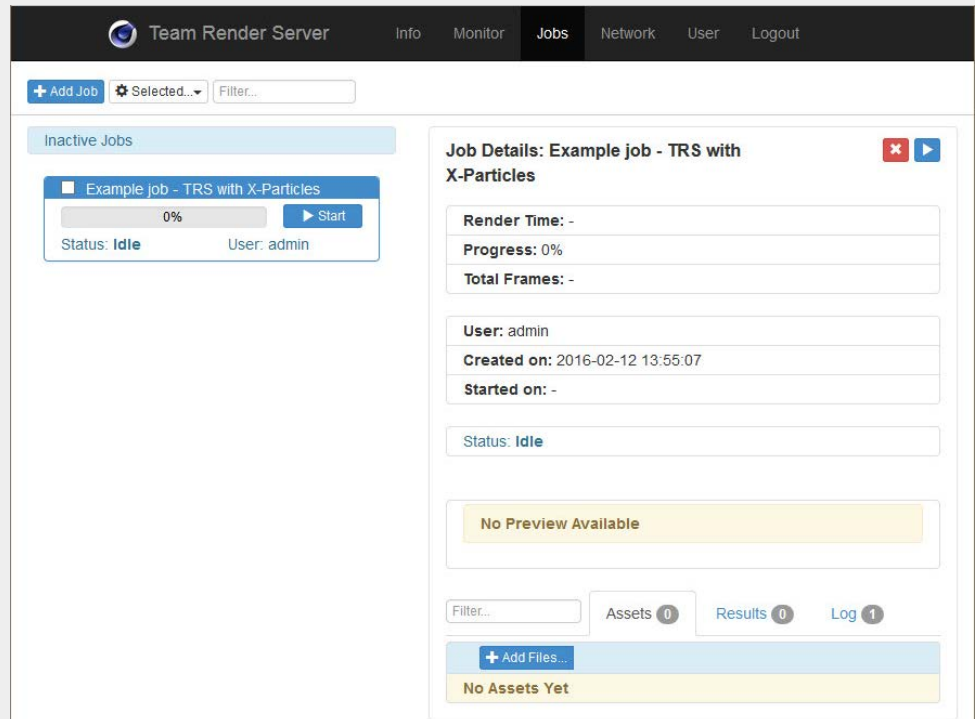 Team Render Server Info Monitor Jobs Network User Logout
Add Job Selected... Filter...
Inactive Jobs
Example job - TRS with X-Particles
0% Start
Status: Idle User: admin
Job Details: Example job - TRS with
X-Particles
Render Time: -
Progress: 0%
Total Frames: -
User: admin
Created on: 2016-02-12 13:55:07
Started on: -
Status: Idle
No Preview Available
Filter... Assets 0 Results 0 Log 1
Add Files...
No Assets Yet